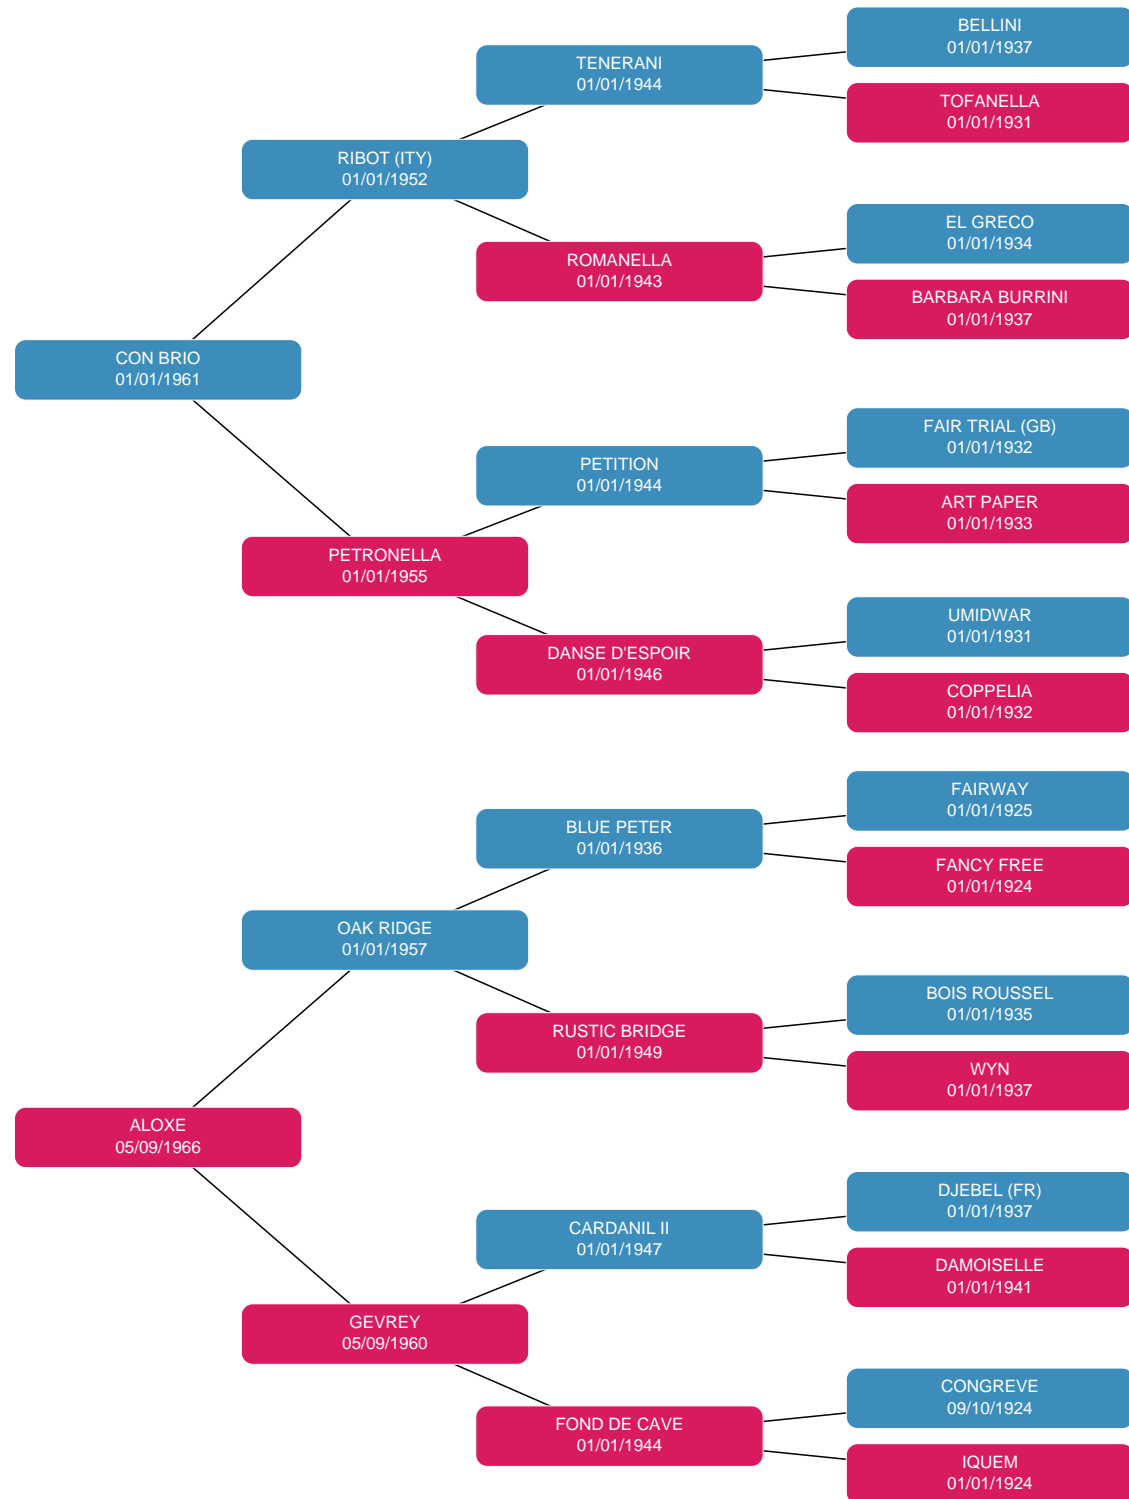 BELLINI
01/01/1937
TENERANI
01/01/1944
TOFANELLA
01/01/1931
RIBOT (ITY)
01/01/1952
EL GRECO
01/01/1934
ROMANELLA
01/01/1943
BARBARA BURRINI
01/01/1937
CON BRIO
01/01/1961
FAIR TRIAL (GB)
01/01/1932
PETITION
01/01/1944
ART PAPER
01/01/1933
PETRONELLA
01/01/1955
UMIDWAR
01/01/1931
DANSE D'ESPOIR
01/01/1946
COPPELIA
01/01/1932
FAIRWAY
01/01/1925
BLUE PETER
01/01/1936
FANCY FREE
01/01/1924
OAK RIDGE
01/01/1957
BOIS ROUSSEL
01/01/1935
RUSTIC BRIDGE
01/01/1949
WYN
01/01/1937
ALOXE
05/09/1966
DJEBEL (FR)
01/01/1937
CARDANIL II
01/01/1947
DAMOISELLE
01/01/1941
GEVREY
05/09/1960
CONGREVE
09/10/1924
FOND DE CAVE
01/01/1944
IQUEM
01/01/1924